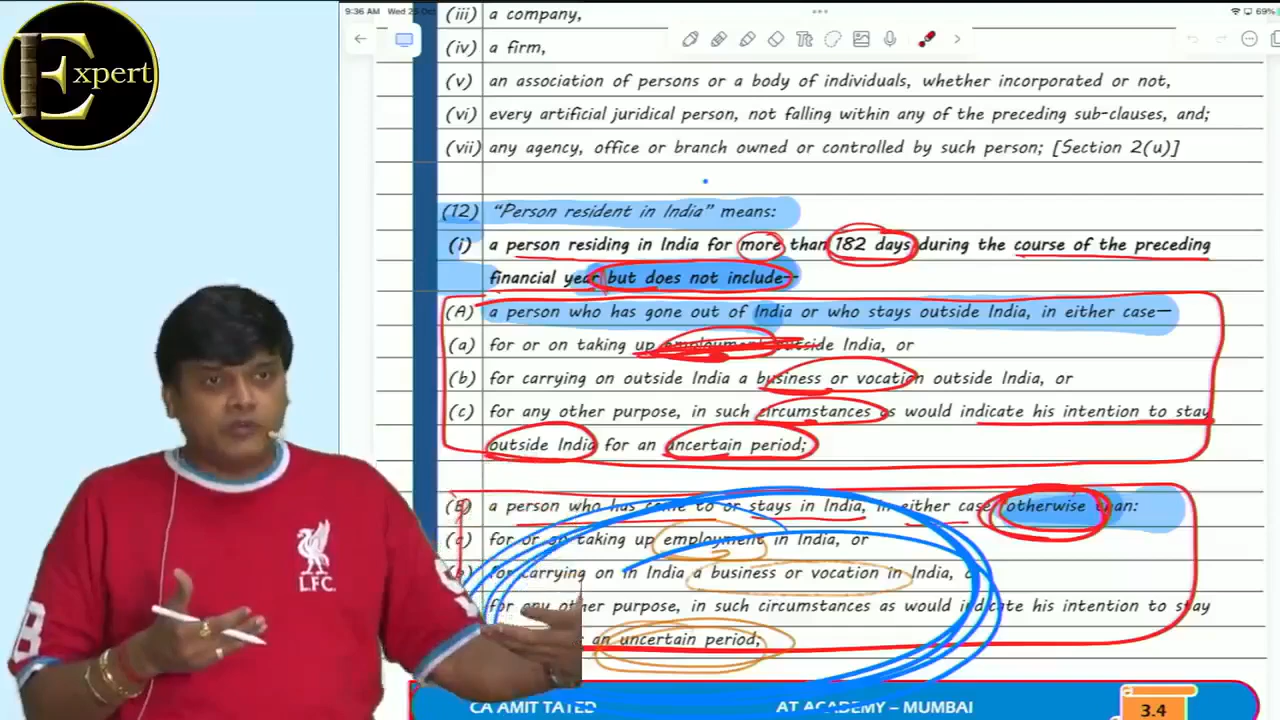 9:36 AM Wed 25 Oct
69%
Expert
(iii) a company,
(iv) a firm,
(v) an association of persons or a body of individuals, whether incorporated or not,
(vi) every artificial juridical person, not falling within any of the preceding sub-clauses, and;
(vii) any agency, office or branch owned or controlled by such person; [Section 2(u)]
(12) “Person resident in India” means:
(i) a person residing in India for more than 182 days during the course of the preceding
financial year but does not include—
(A) a person who has gone out of India or who stays outside India, in either case—
(a) for or on taking up employment outside India, or
(b) for carrying on outside India a business or vocation outside India, or
(c) for any other purpose, in such circumstances as would indicate his intention to stay
outside India for an uncertain period;
(B) a person who has come to or stays in India, in either case otherwise than:
(a) for or on taking up employment in India, or
for carrying on in India a business or vocation in India, or
for any other purpose, in such circumstances as would indicate his intention to stay
an uncertain period;
L.F.C.
8
CA AMIT TATED AT ACADEMY – MUMBAI 3.4